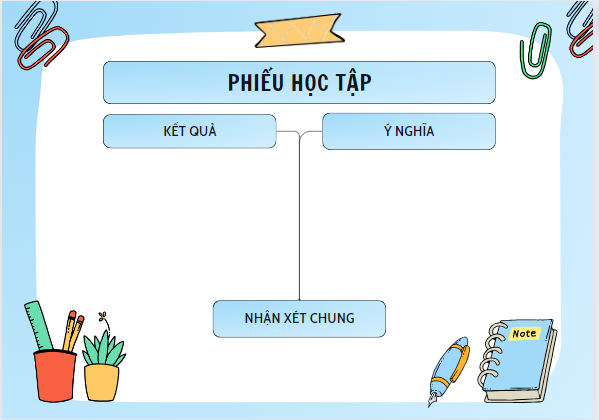 PHIẾU HỌC TẬP
KẾT QUẢ
Ý NGHĨA
NHẬN XÉT CHUNG
Note